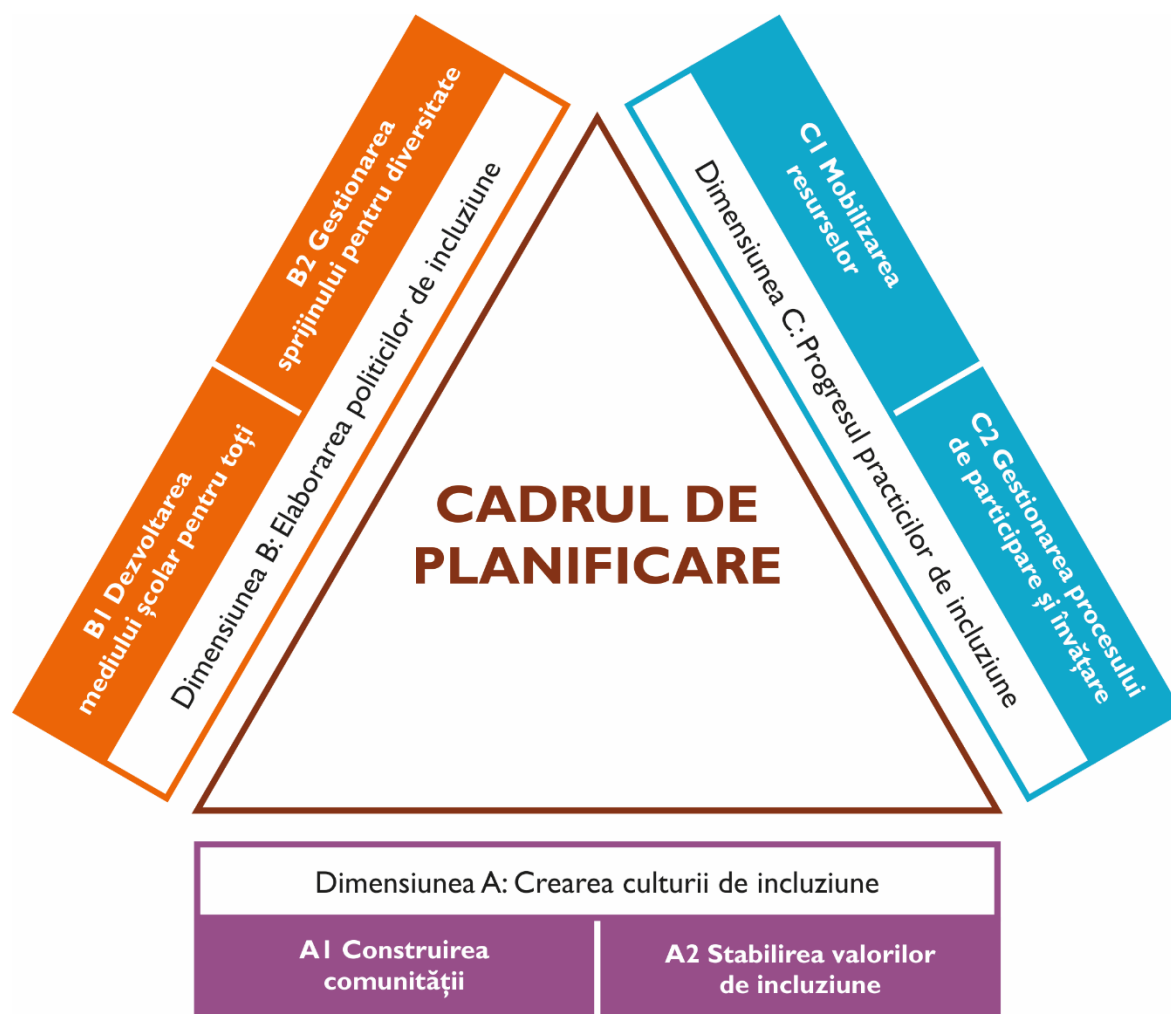 B2 Gestionarea
sprijinului pentru diversitate
B1 Dezvoltarea
mediului școlar pentru toți
Dimensiunea B: Elaborarea politicilor de incluziune
C1 Mobilizarea
resurselor
C2 Gestionarea procesului
de participare și învățare
Dimensiunea C: Progresul practicilor de incluziune
CADRUL DE
PLANIFICARE
Dimensiunea A: Crearea culturii de incluziune
A1 Construirea
comunității
A2 Stabilirea valorilor
de incluziune